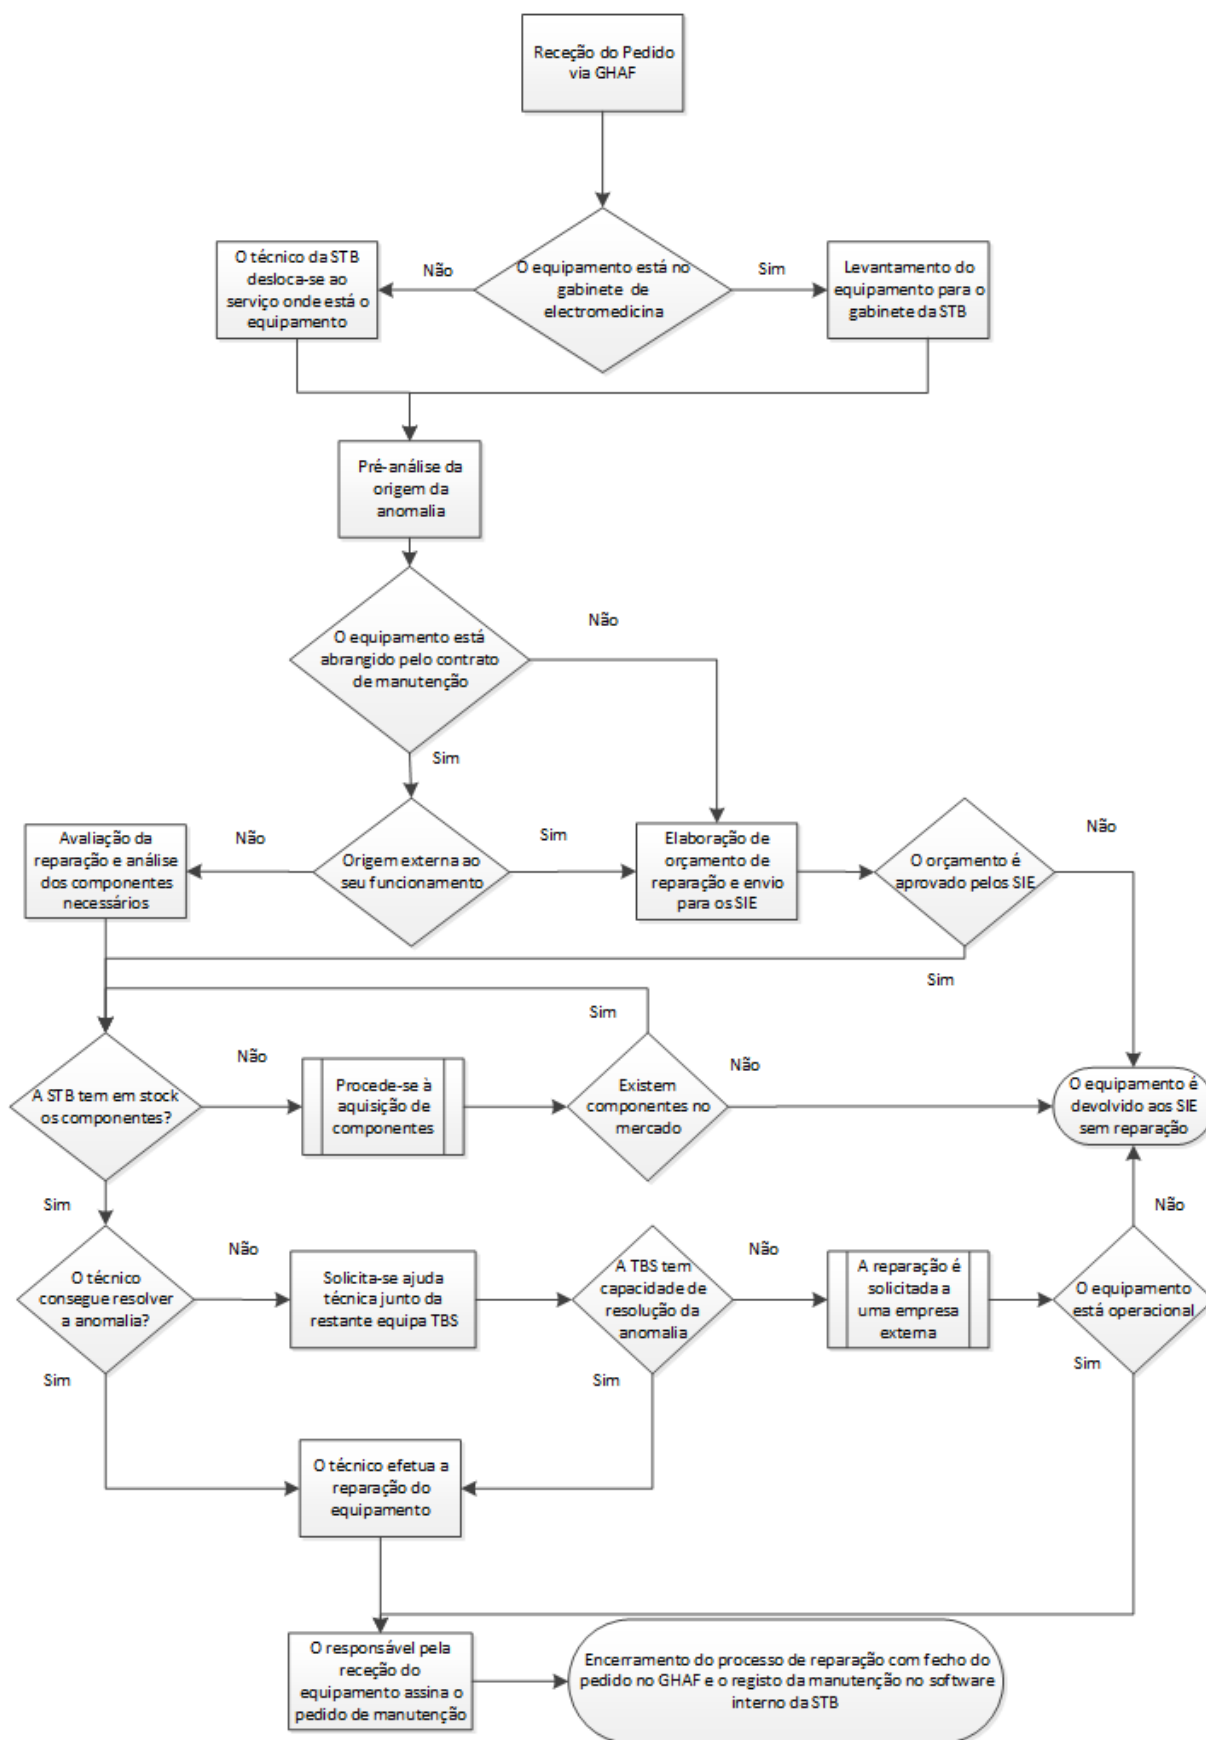 Receção do Pedido
via GHAF
O técnico da STB
desloca-se ao
serviço onde está o
equipamento
Não
O equipamento está no
gabinete de
electromedicina
Sim
Levantamento do
equipamento para o
gabinete da STB
Pré-análise da
origem da
anomalia
O equipamento está
abrangido pelo contrato
de manutenção
Não
Sim
Avaliação da
reparação e análise
dos componentes
necessários
Não
Origem externa ao
seu funcionamento
Sim
Elaboração de
orçamento de
reparação e envio
para os SIE
O orçamento é
aprovado pelos SIE
Não
Sim
Sim
A STB tem em stock
os componentes?
Não
Procede-se à
aquisição de
componentes
Existem
componentes no
mercado
Não
O equipamento é
devolvido aos SIE
sem reparação
Sim
Não
O técnico
consegue resolver
a anomalia?
Não
Solicita-se ajuda
técnica junto da
restante equipa TBS
A TBS tem
capacidade de
resolução da
anomalia
Não
A reparação é
solicitada a
uma empresa
externa
O equipamento
está operacional
Sim
Sim
Sim
O técnico efetua a
reparação do
equipamento
O responsável pela
receção do
equipamento assina o
pedido de manutenção
Encerramento do processo de reparação com fecho do
pedido no GHAF e o registo da manutenção no software
interno da STB